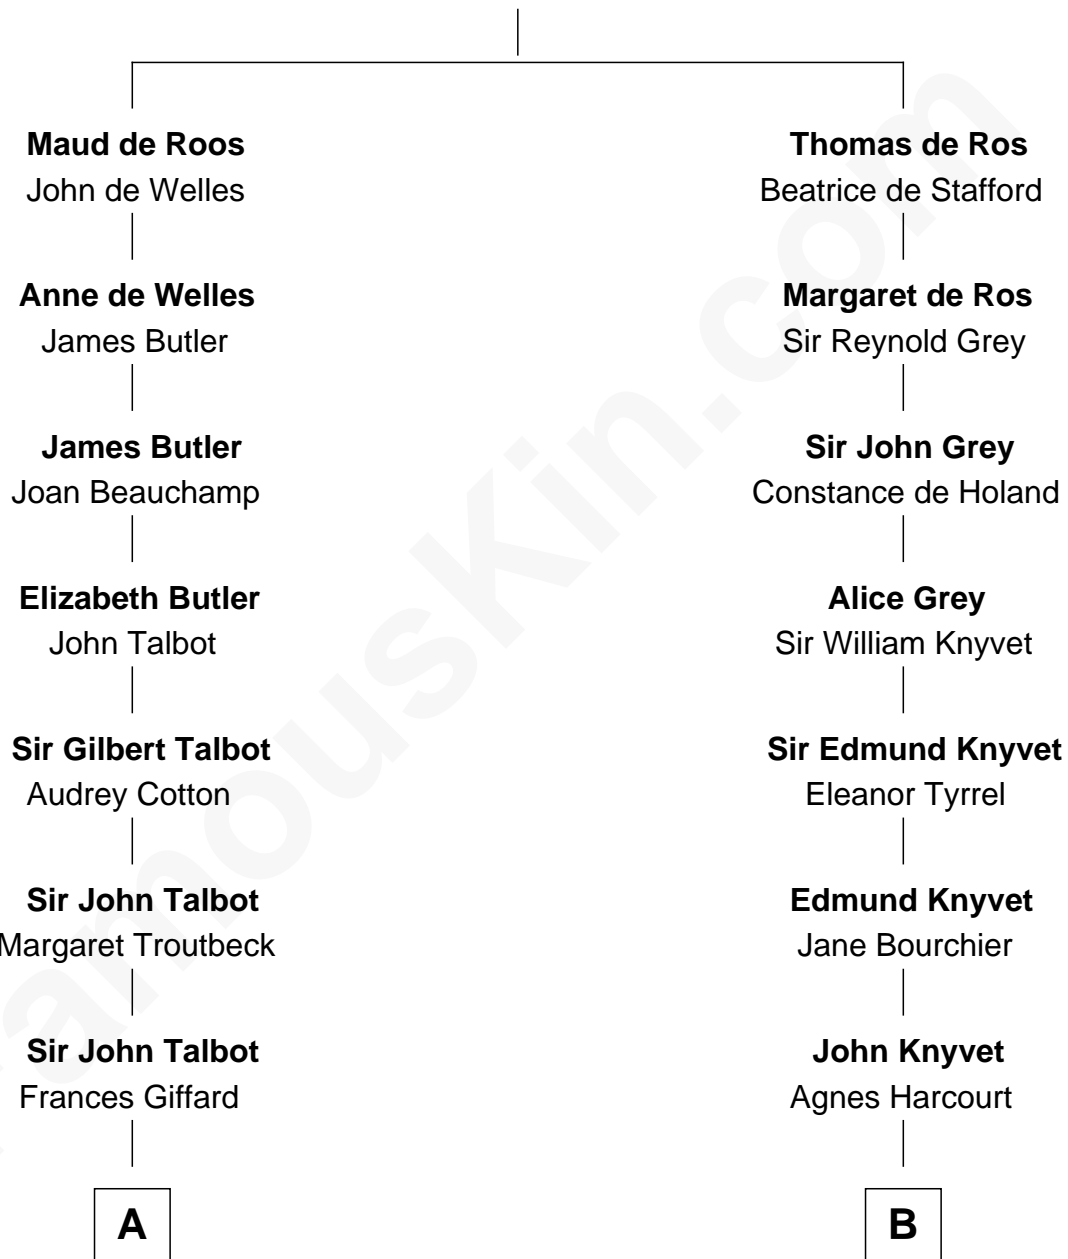 Maud de Roos
John de Welles
Thomas de Ros
Beatrice de Stafford
Anne de Welles
James Butler
Margaret de Ros
Sir Reynold Grey
James Butler
Joan Beauchamp
Sir John Grey
Constance de Holand
Elizabeth Butler
John Talbot
Alice Grey
Sir William Knyvet
Sir Gilbert Talbot
Audrey Cotton
Sir Edmund Knyvet
Eleanor Tyrrel
Sir John Talbot
Margaret Troutbeck
Edmund Knyvet
Jane Bourchier
Sir John Talbot
Frances Giffard
John Knyvet
Agnes Harcourt
A
B
FamousKin.com